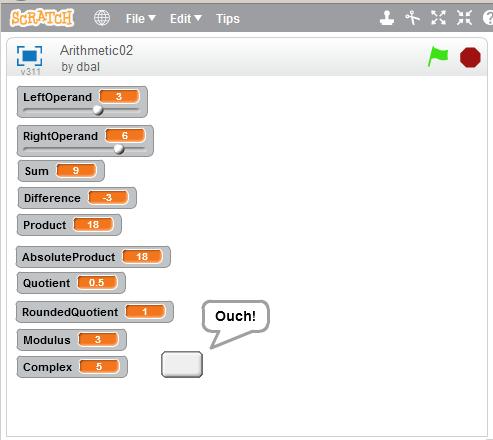 SCRATCH File Edit Tips
Arithmetic02
by dbal
v311
LeftOperand 3
RightOperand 6
Sum 9
Difference -3
Product 18
AbsoluteProduct 18
Quotient 0.5
RoundedQuotient 1
Ouch!
Modulus 3
Complex 5